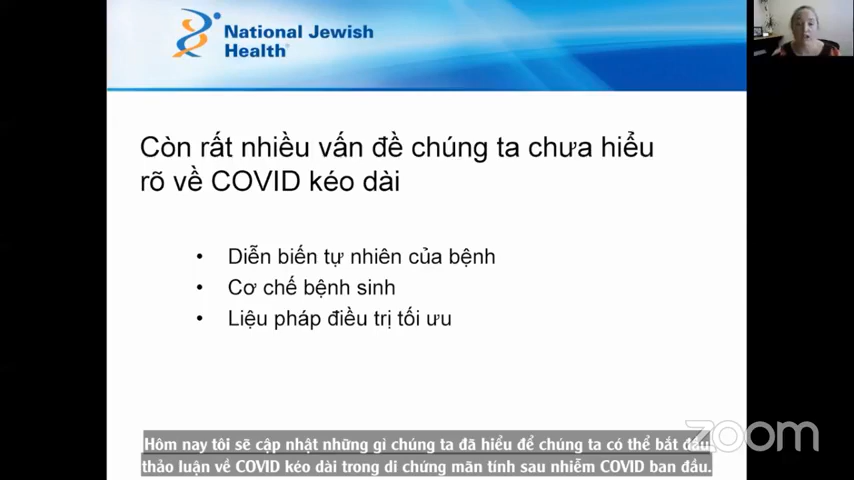 National Jewish
Health®
Còn rất nhiều vấn đề chúng ta chưa hiểu
rõ về COVID kéo dài
• Diễn biến tự nhiên của bệnh
• Cơ chế bệnh sinh
• Liệu pháp điều trị tối ưu
Hôm nay tôi sẽ cập nhật những gì chúng ta đã hiểu để chúng ta có thể bắt đầu
thảo luận về COVID kéo dài trong di chứng mãn tính sau nhiễm COVID ban đầu.
zoom